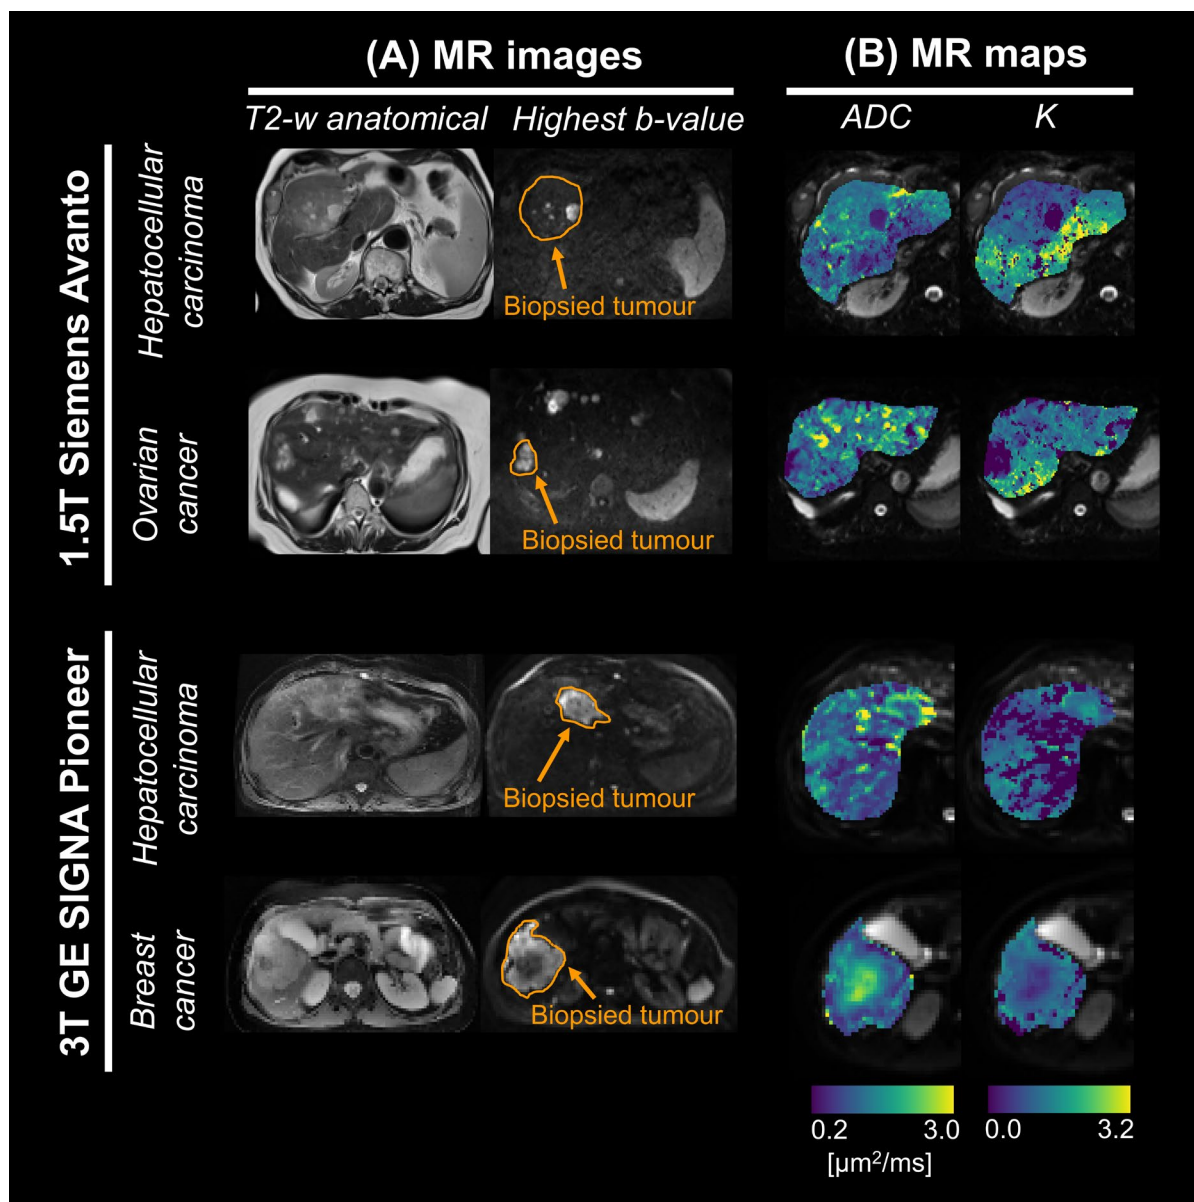 (A) MR images
(B) MR maps
T2-w anatomical
Highest b-value
ADC
K
1.5T Siemens Avanto
Hepatocellular
carcinoma
Biopsied tumour
Ovarian
cancer
Biopsied tumour
3T GE SIGNA Pioneer
Hepatocellular
carcinoma
Biopsied tumour
Breast
cancer
Biopsied tumour
0.2
3.0
0.0
3.2
[µm²/ms]